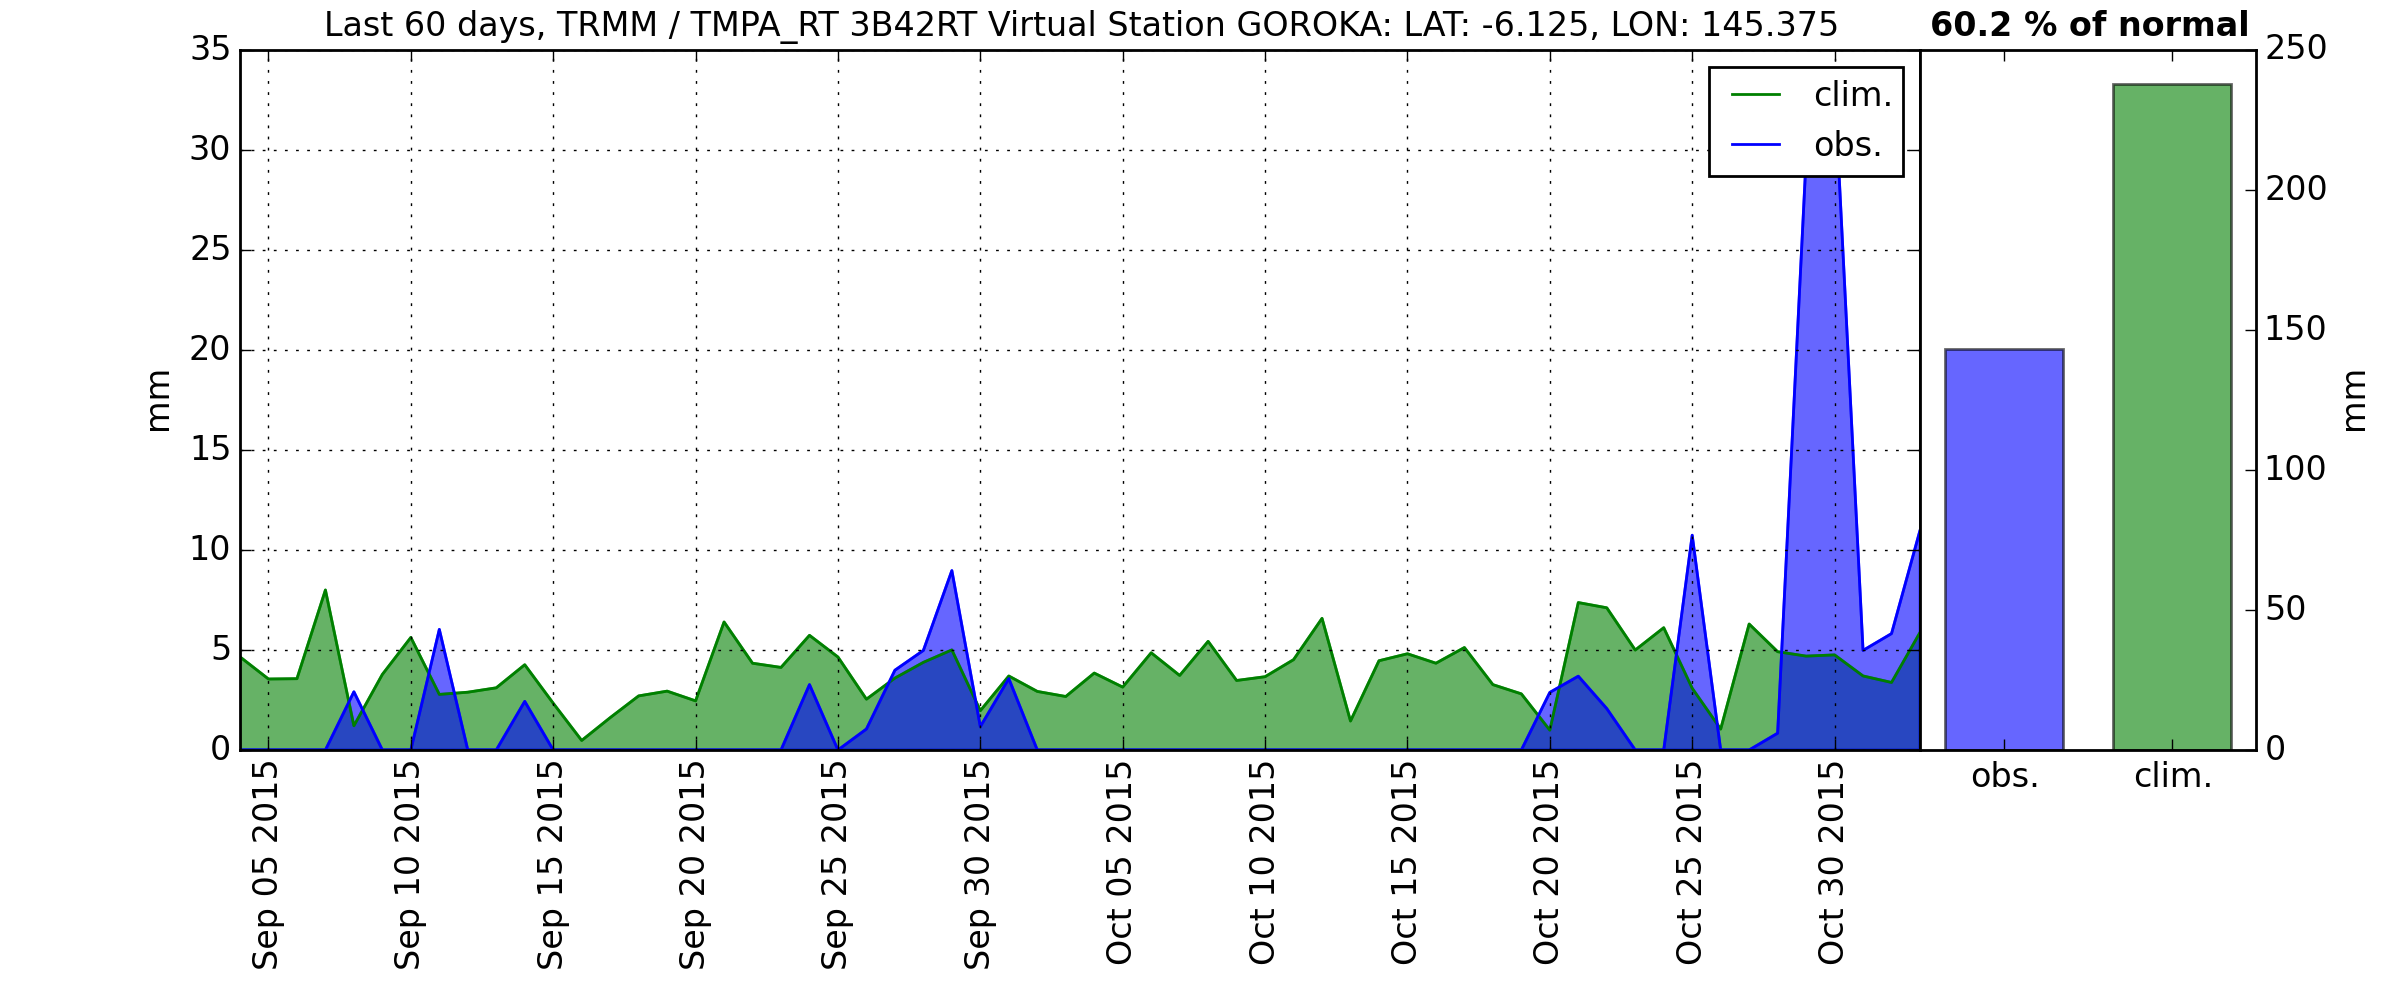 Last 60 days, TRMM / TMPA_RT 3B42RT Virtual Station GOROKA: LAT: -6.125, LON: 145.375
60.2 % of normal
35
30
25
20
15
10
5
0
mm
clim.
obs.
250
200
150
100
50
0
mm
obs.
clim.
Sep 05 2015
Sep 10 2015
Sep 15 2015
Sep 20 2015
Sep 25 2015
Sep 30 2015
Oct 05 2015
Oct 10 2015
Oct 15 2015
Oct 20 2015
Oct 25 2015
Oct 30 2015